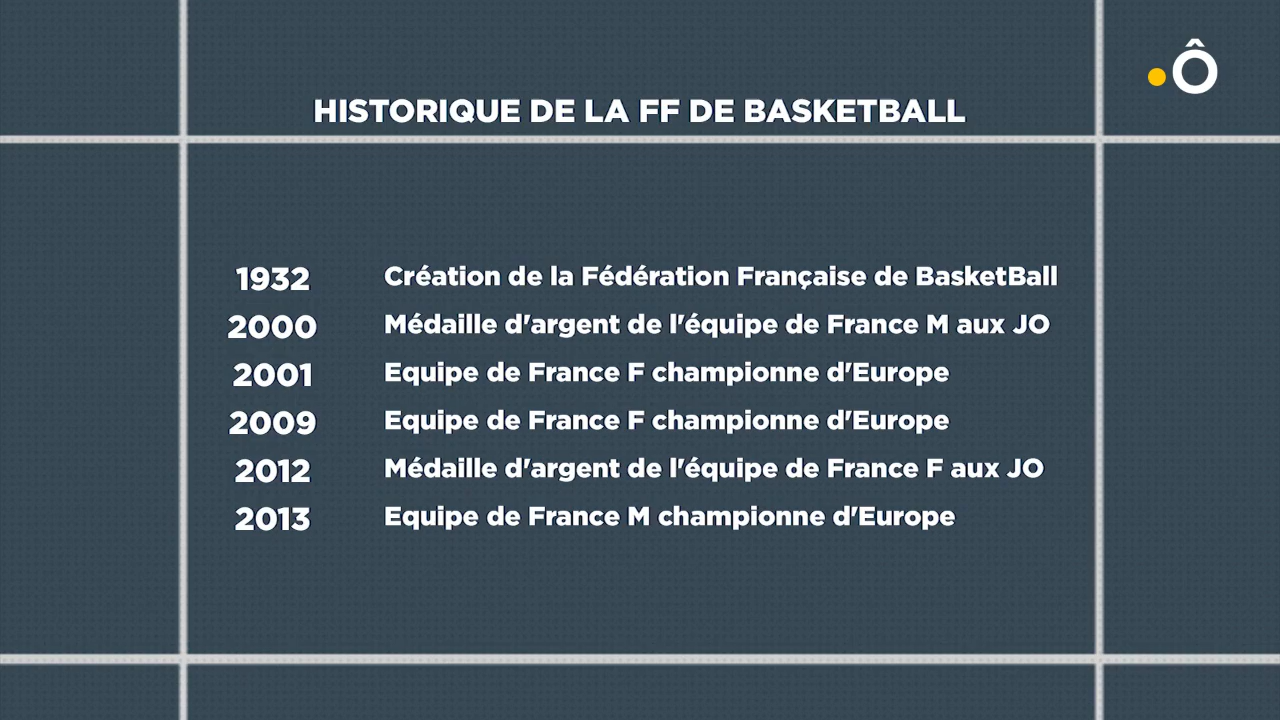 Ô
HISTORIQUE DE LA FF DE BASKETBALL
1932 Création de la Fédération Française de BasketBall
2000 Médaille d'argent de l'équipe de France M aux JO
2001 Equipe de France F championne d'Europe
2009 Equipe de France F championne d'Europe
2012 Médaille d'argent de l'équipe de France F aux JO
2013 Equipe de France M championne d'Europe